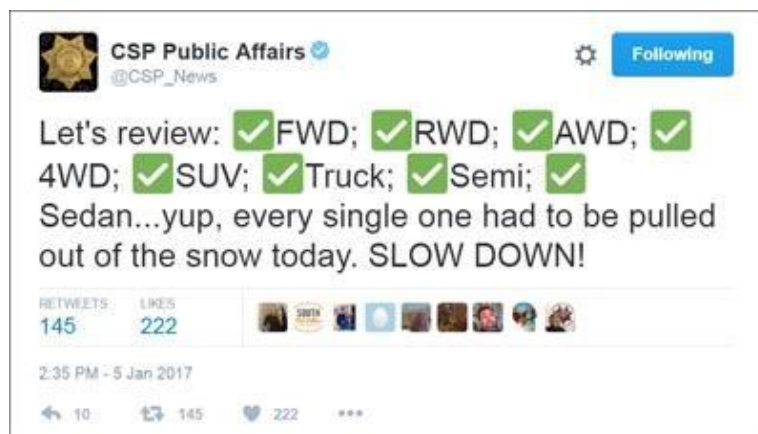 CSP Public Affairs
@CSP_News
Following
Let's review: ✅FWD; ✅RWD; ✅AWD; ✅
4WD; ✅SUV; ✅Truck; ✅Semi; ✅
Sedan...yup, every single one had to be pulled
out of the snow today. SLOW DOWN!
RETWEETS LIKES
145 222
SOUTH
2:35 PM - 5 Jan 2017
10 145 222